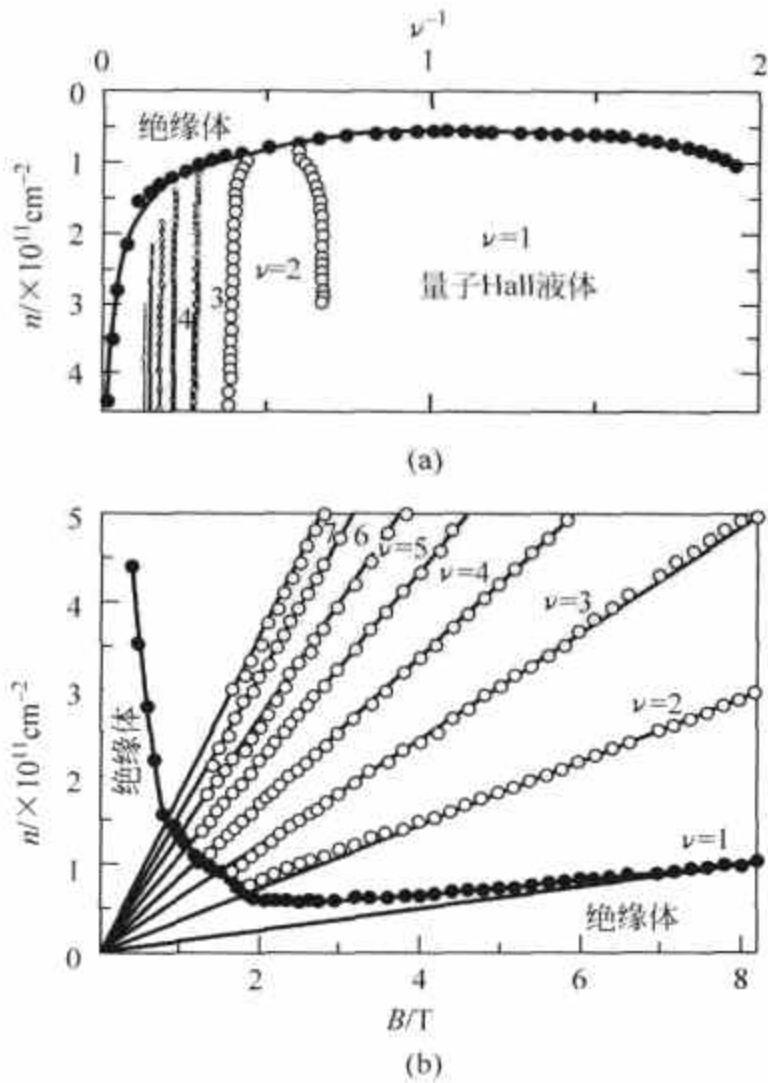 ν⁻¹
0 1 2
0
1
2
3
4
n/×10¹¹cm⁻²
绝缘体
4
3
ν=2
ν=1
量子Hall液体
(a)
5
4
3
2
1
0
n/×10¹¹cm⁻²
绝缘体
7
6
ν=5
ν=4
ν=3
ν=2
ν=1
绝缘体
2 4 6 8
B/T
(b)